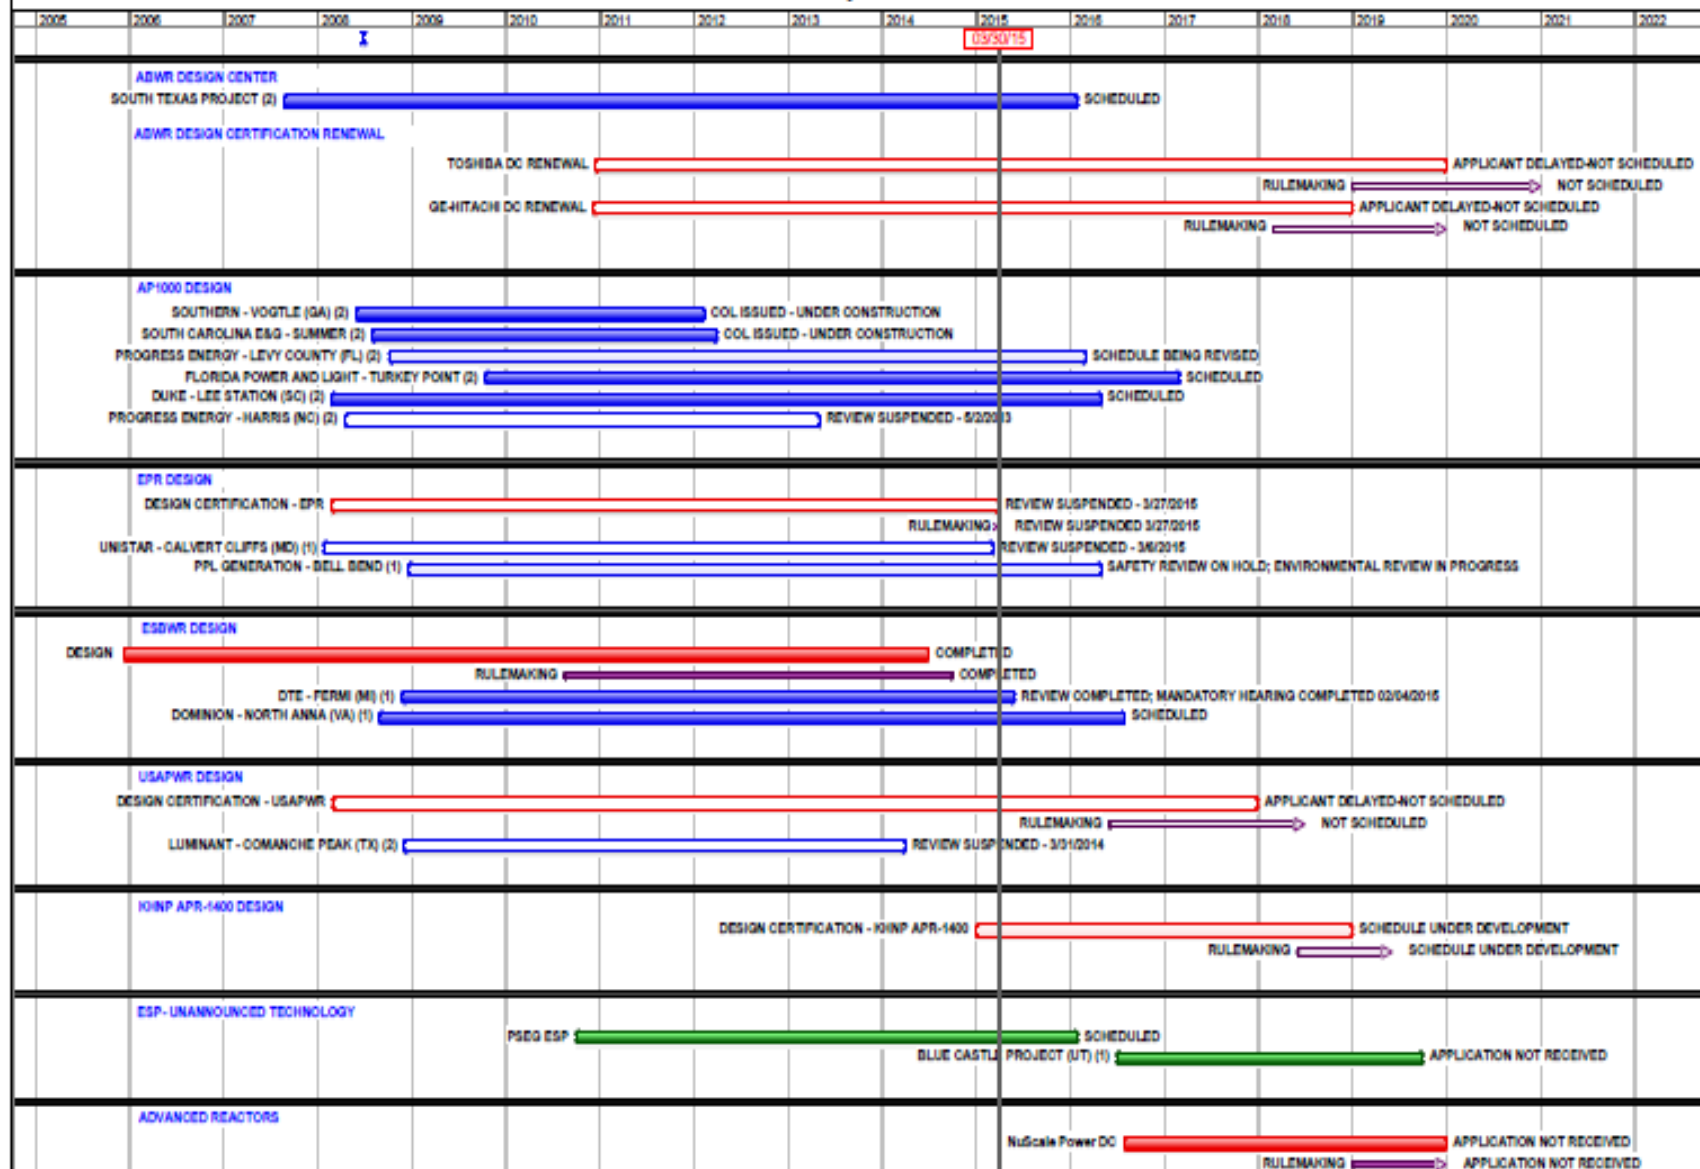 2005 2006 2007 2008 2009 2010 2011 2012 2013 2014 2015 2016 2017 2018 2019 2020 2021 2022
03/30/15
ABWR DESIGN CENTER
SOUTH TEXAS PROJECT (2) SCHEDULED
ABWR DESIGN CERTIFICATION RENEWAL
TOSHIBA DC RENEWAL APPLICANT DELAYED-NOT SCHEDULED
RULEMAKING NOT SCHEDULED
GE-HITACHI DC RENEWAL APPLICANT DELAYED-NOT SCHEDULED
RULEMAKING NOT SCHEDULED
AP1000 DESIGN
SOUTHERN - VOGTLE (GA) (2) COL ISSUED - UNDER CONSTRUCTION
SOUTH CAROLINA E&G - SUMMER (2) COL ISSUED - UNDER CONSTRUCTION
PROGRESS ENERGY - LEVY COUNTY (FL) (2) SCHEDULE BEING REVISED
FLORIDA POWER AND LIGHT - TURKEY POINT (2) SCHEDULED
DUKE - LEE STATION (SC) (2) SCHEDULED
PROGRESS ENERGY - HARRIS (NC) (2) REVIEW SUSPENDED - 5/2/2013
EPR DESIGN
DESIGN CERTIFICATION - EPR REVIEW SUSPENDED - 3/27/2015
RULEMAKING REVIEW SUSPENDED 3/27/2015
UNISTAR - CALVERT CLIFFS (MD) (1) REVIEW SUSPENDED - 3/6/2015
PPL GENERATION - BELL BEND (1) SAFETY REVIEW ON HOLD; ENVIRONMENTAL REVIEW IN PROGRESS
ESBWR DESIGN
DESIGN COMPLETED
RULEMAKING COMPLETED
DTE - FERMI (MI) (1) REVIEW COMPLETED; MANDATORY HEARING COMPLETED 02/04/2015
DOMINION - NORTH ANNA (VA) (1) SCHEDULED
USAPWR DESIGN
DESIGN CERTIFICATION - USAPWR APPLICANT DELAYED-NOT SCHEDULED
RULEMAKING NOT SCHEDULED
LUMINANT - COMANCHE PEAK (TX) (2) REVIEW SUSPENDED - 3/31/2014
KHNP APR-1400 DESIGN
DESIGN CERTIFICATION - KHNP APR-1400 SCHEDULE UNDER DEVELOPMENT
RULEMAKING SCHEDULE UNDER DEVELOPMENT
ESP- UNANNOUNCED TECHNOLOGY
PSEG ESP SCHEDULED
BLUE CASTLE PROJECT (UT) (1) APPLICATION NOT RECEIVED
ADVANCED REACTORS
NuScale Power DC APPLICATION NOT RECEIVED
RULEMAKING APPLICATION NOT RECEIVED